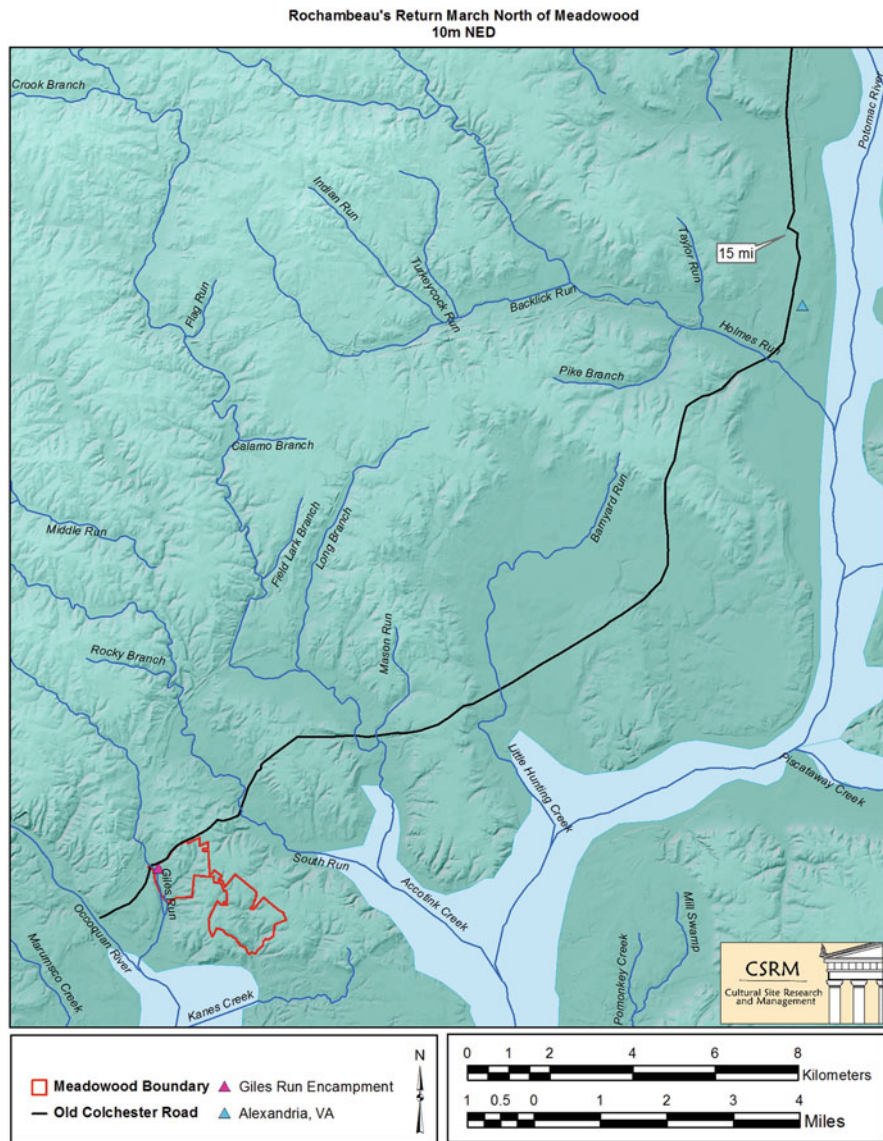 Rochambeau's Return March North of Meadowood
10m NED
Crook Branch
Potomac River
Indian Run
Taylor Run
15 mi
Turkeycock Run
Flag Run
Backlick Run
Holmes Run
Pike Branch
Calamo Branch
Barnyard Run
Middle Run
Field Lark Branch
Long Branch
Mason Run
Rocky Branch
Little Hunting Creek
Piscataway Creek
South Run
Giles Run
Accotink Creek
Occoquan River
Marumsco Creek
Mill Swamp
Pomonkey Creek
Kanes Creek
CSRM
Cultural Site Research
and Management
Meadowood Boundary
Giles Run Encampment
Old Colchester Road
Alexandria, VA
N
0 1 2 4 6 8
Kilometers
1 0.5 0 1 2 3 4
Miles